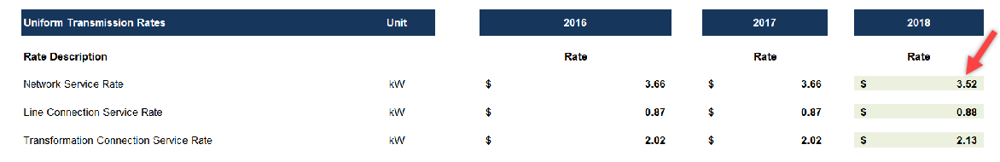 Uniform Transmission Rates Unit 2016 2017 2018
Rate Description Rate Rate Rate
Network Service Rate kW $ 3.66 $ 3.66 $ 3.52
Line Connection Service Rate kW $ 0.87 $ 0.87 $ 0.88
Transformation Connection Service Rate kW $ 2.02 $ 2.02 $ 2.13